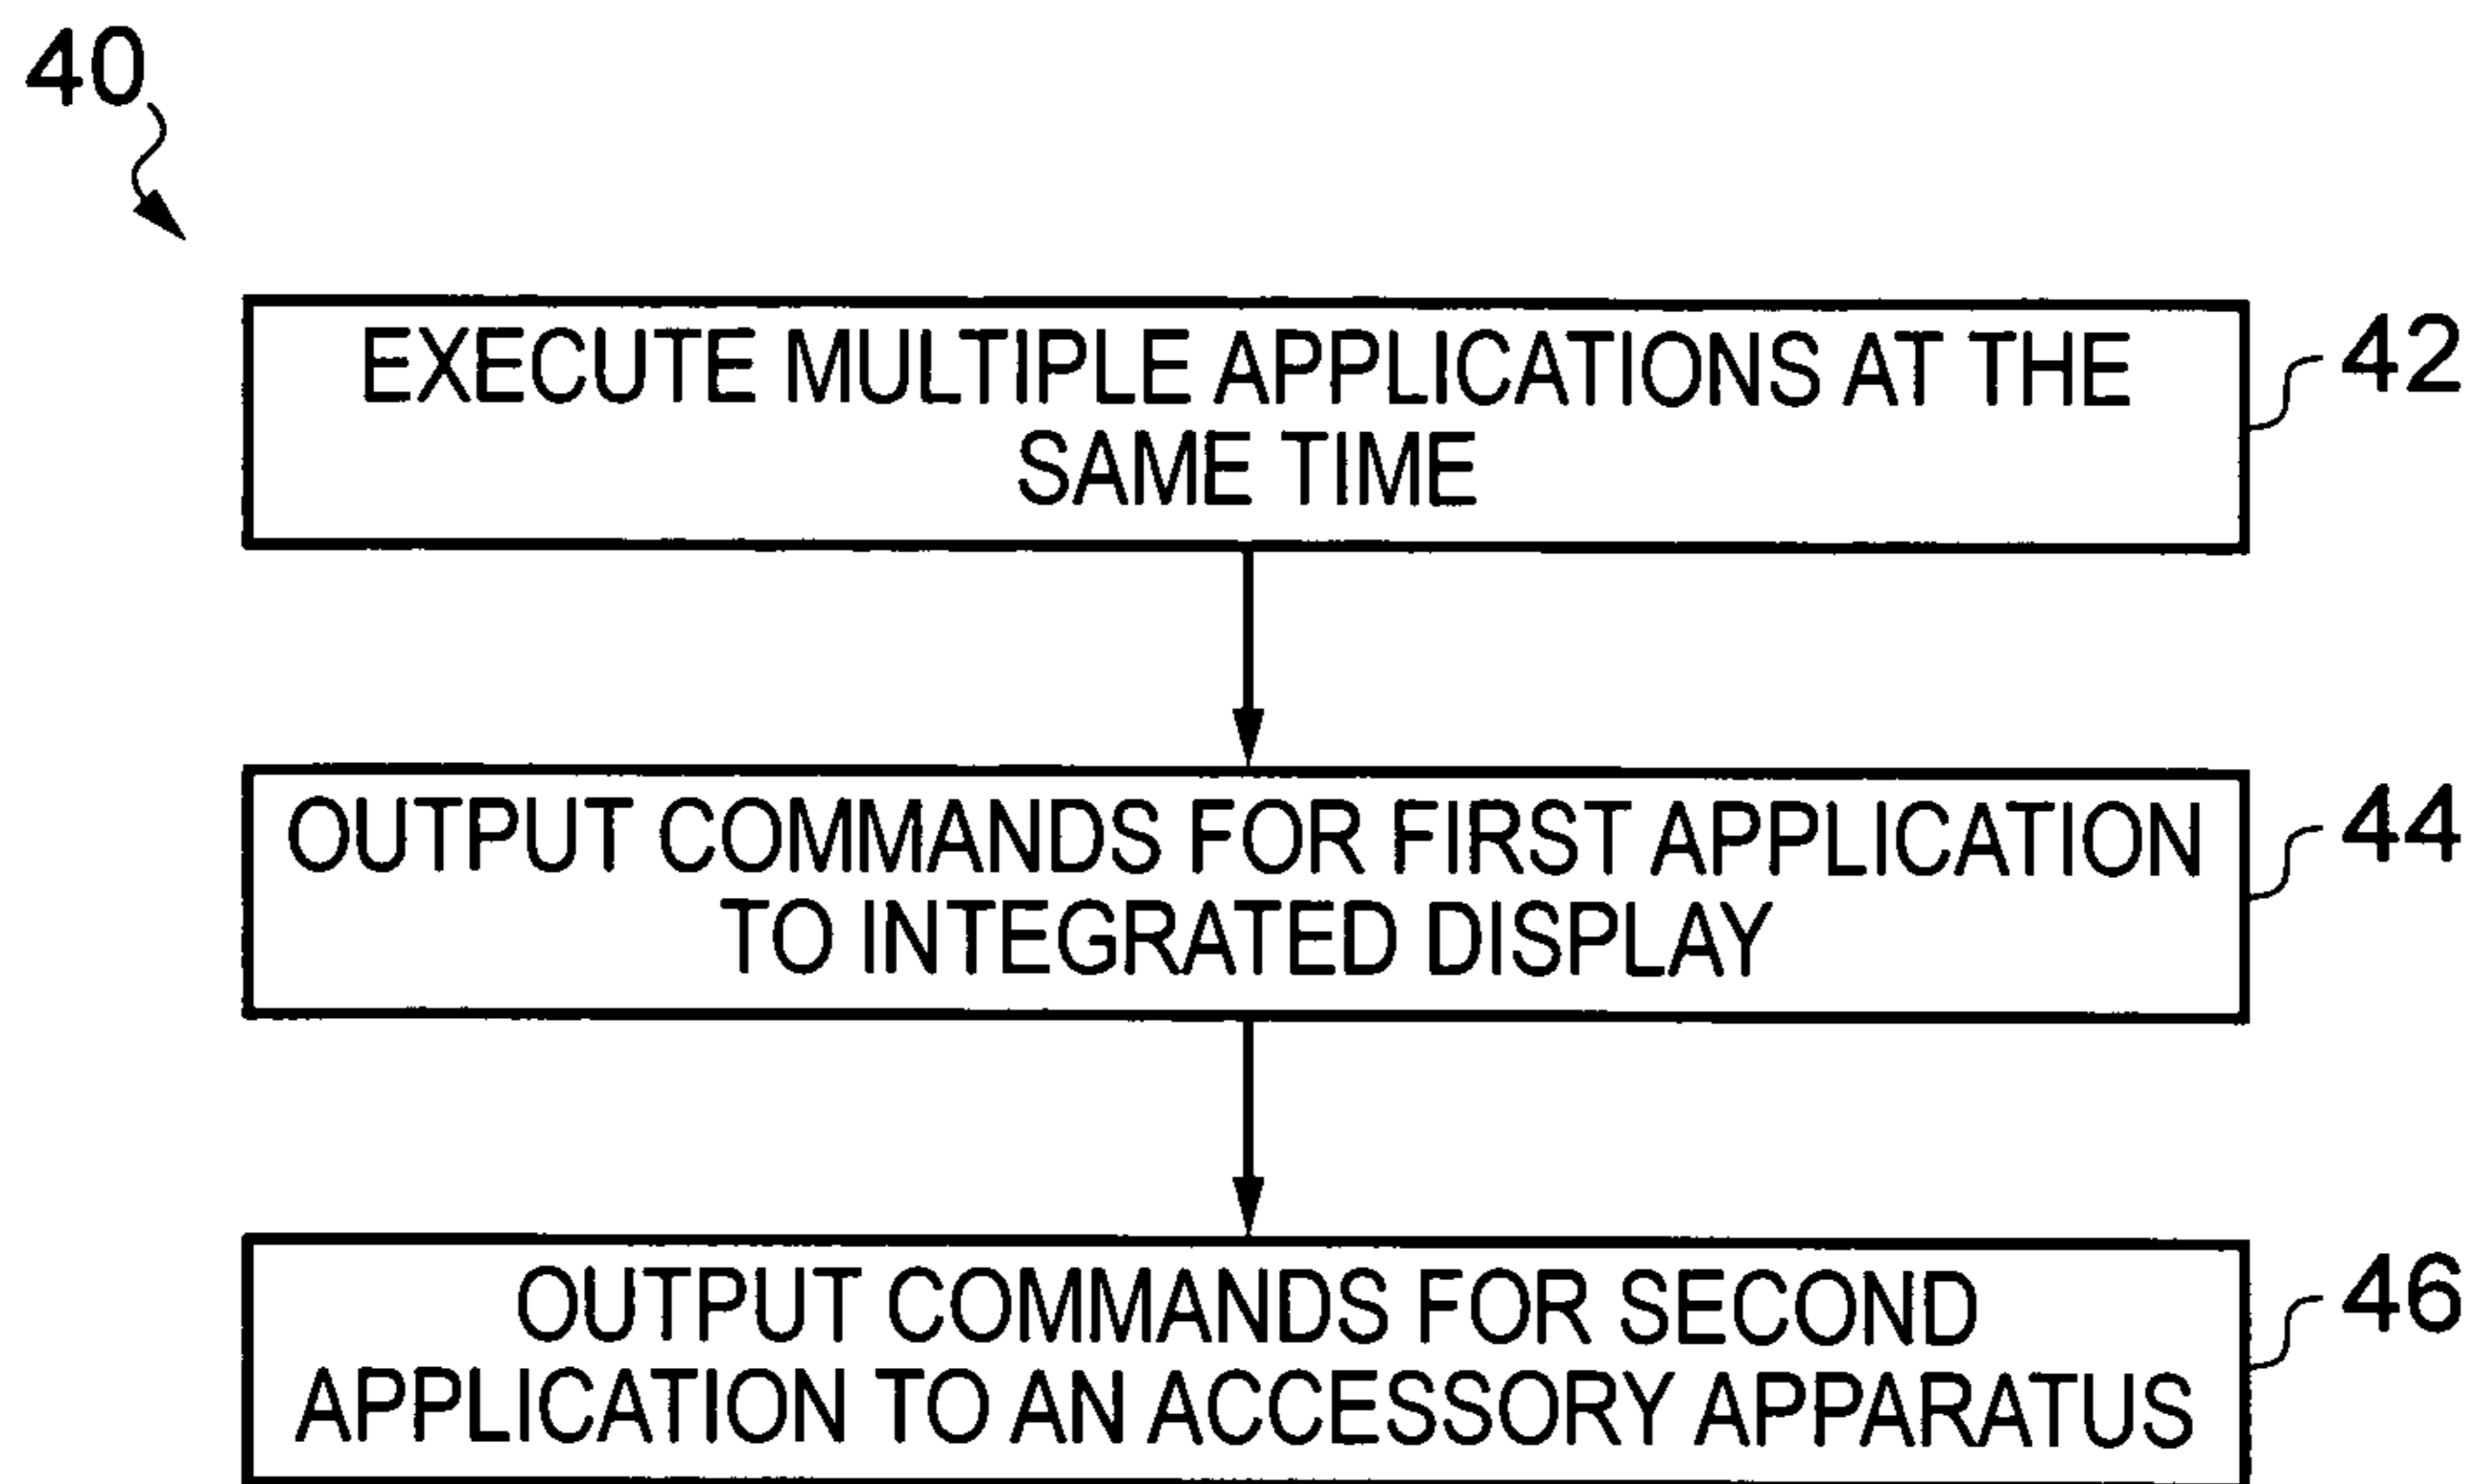 40
EXECUTE MULTIPLE APPLICATIONS AT THE
SAME TIME
42
OUTPUT COMMANDS FOR FIRST APPLICATION
TO INTEGRATED DISPLAY
44
OUTPUT COMMANDS FOR SECOND
APPLICATION TO AN ACCESSORY APPARATUS
46